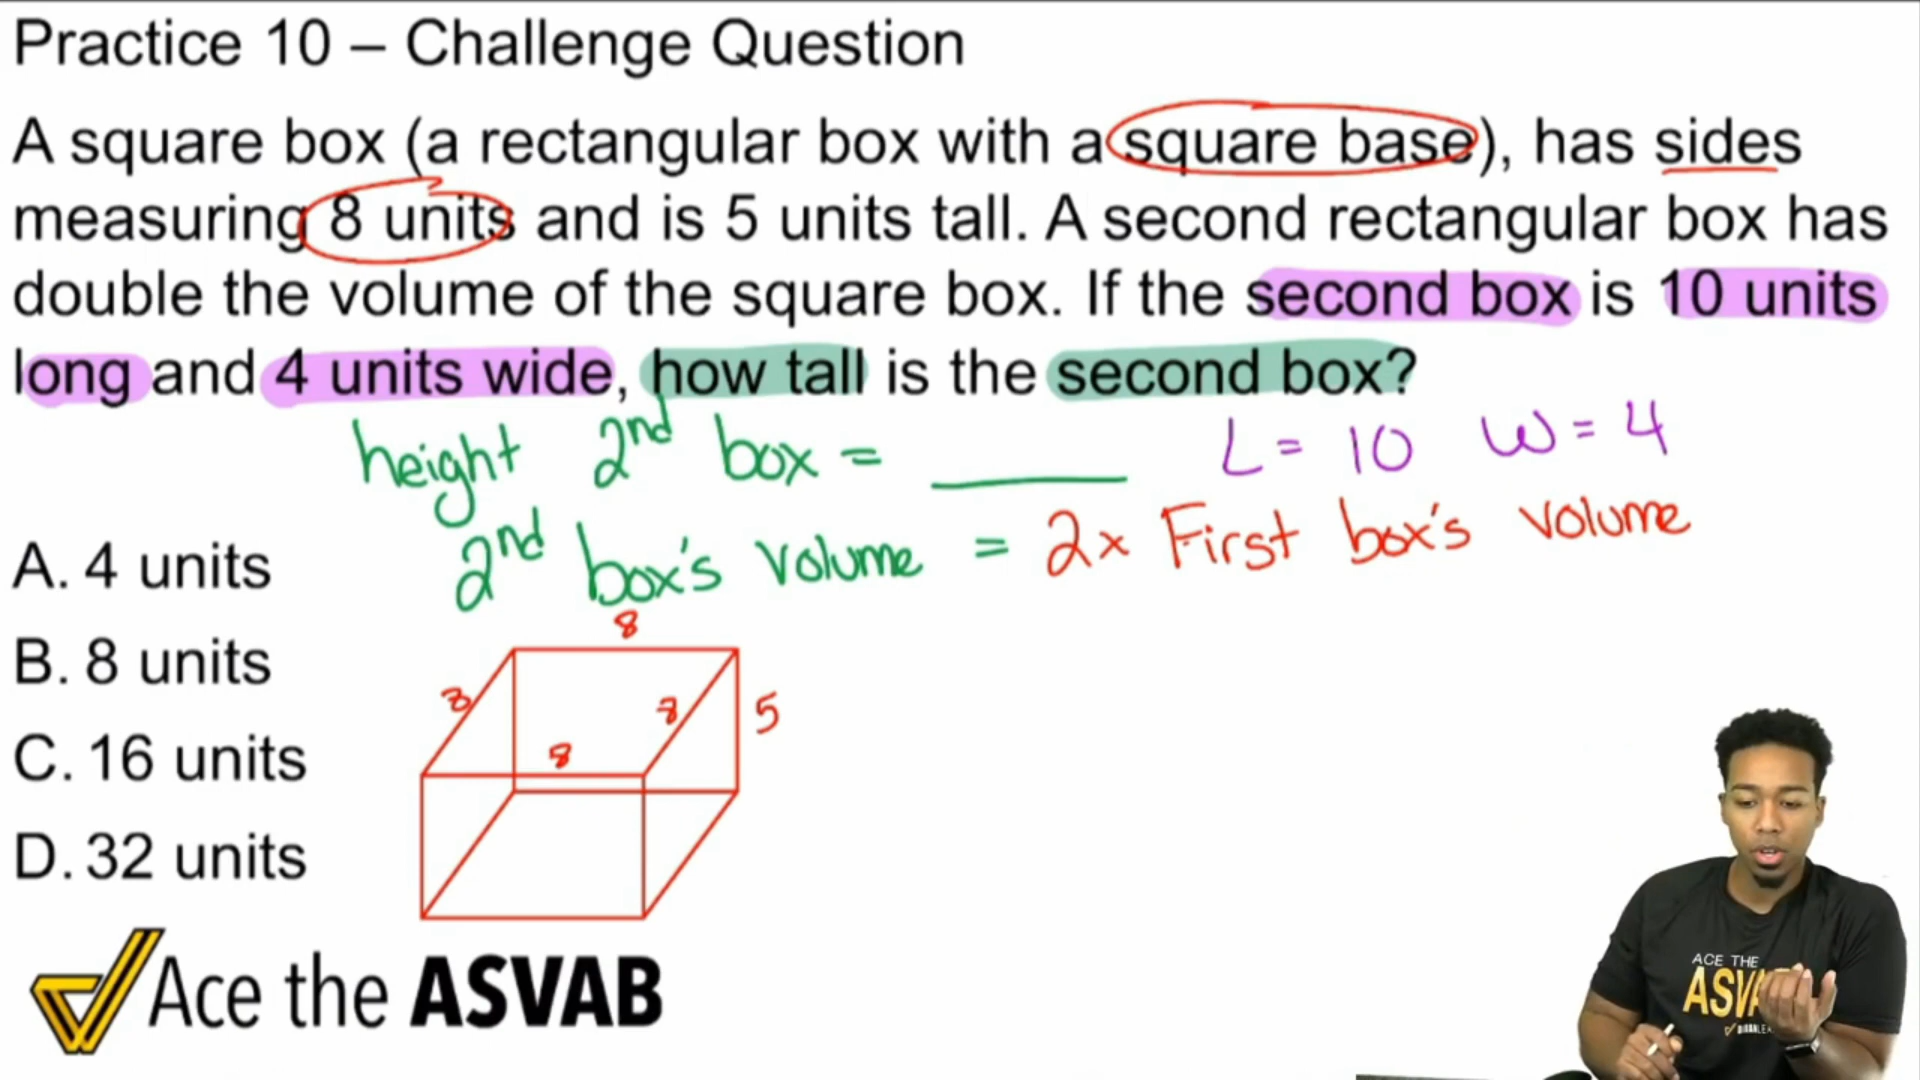 Practice 10 – Challenge Question
A square box (a rectangular box with a square base), has sides
measuring 8 units and is 5 units tall. A second rectangular box has
double the volume of the square box. If the second box is 10 units
long and 4 units wide, how tall is the second box?
height 2nd box = ______ L = 10 W = 4
2nd box's volume = 2x First box's volume
A. 4 units
B. 8 units
C. 16 units
D. 32 units
8
8 8 5
8
Ace the ASVAB
ACE THE